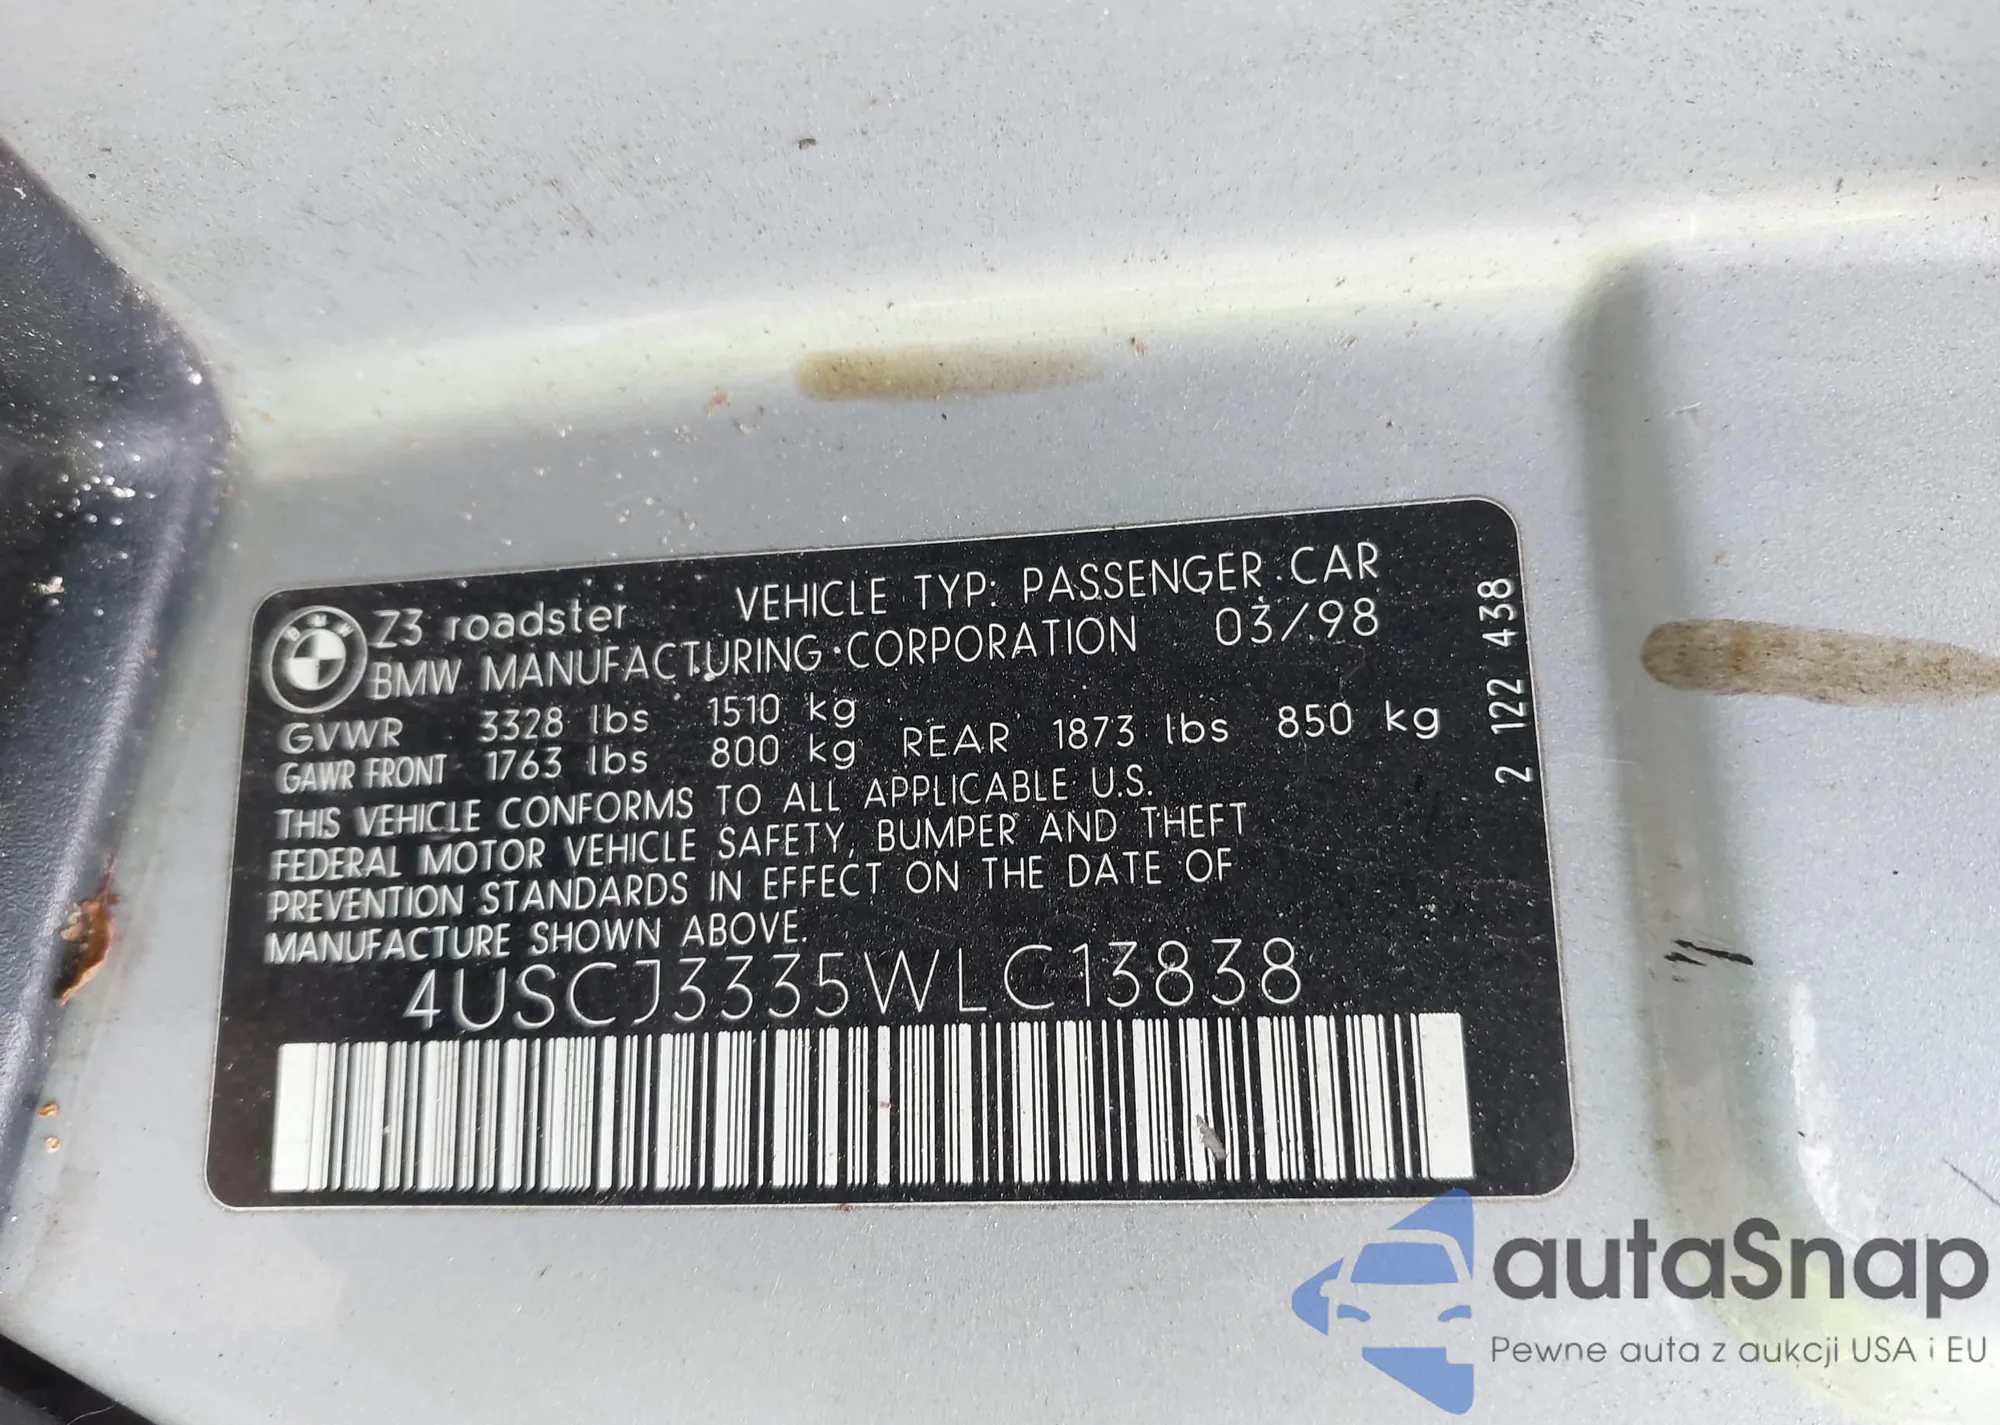 BMW
Z3 roadster VEHICLE TYP: PASSENGER CAR
BMW MANUFACTURING CORPORATION 03/98
GVWR 3328 lbs 1510 kg
GAWR FRONT 1763 lbs 800 kg REAR 1873 lbs 850 kg
THIS VEHICLE CONFORMS TO ALL APPLICABLE U.S.
FEDERAL MOTOR VEHICLE SAFETY, BUMPER AND THEFT
PREVENTION STANDARDS IN EFFECT ON THE DATE OF
MANUFACTURE SHOWN ABOVE.
4USCJ3335WLC13838
2 122 438
autaSnap
Pewne auta z aukcji USA i EU